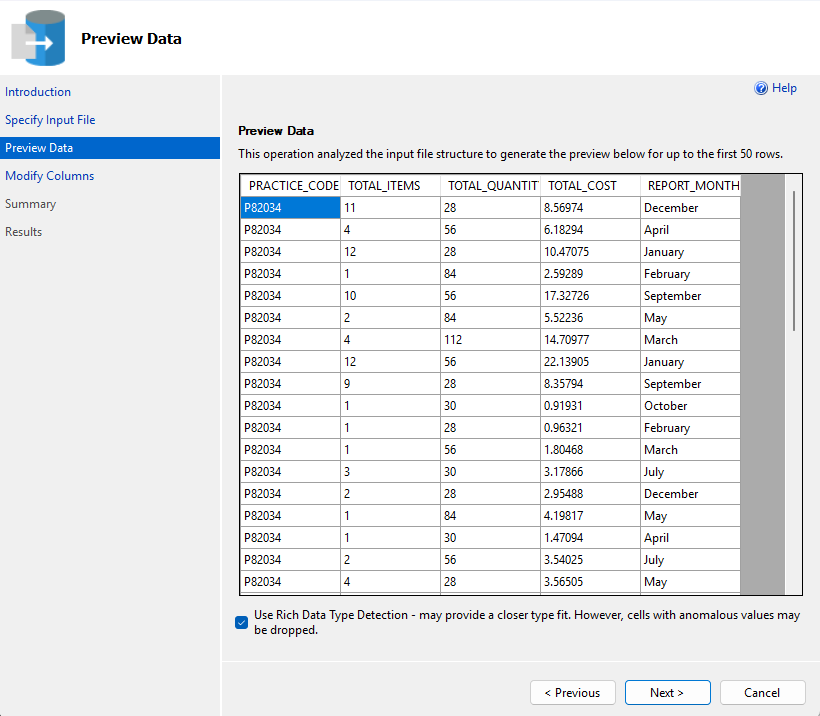 Preview Data
Introduction
Specify Input File
Preview Data
Modify Columns
Summary
Results
Help
Preview Data
This operation analyzed the input file structure to generate the preview below for up to the first 50 rows.
PRACTICE_CODE TOTAL_ITEMS TOTAL_QUANTIT TOTAL_COST REPORT_MONTH
P82034 11 28 8.56974 December
P82034 4 56 6.18294 April
P82034 12 28 10.47075 January
P82034 1 84 2.59289 February
P82034 10 56 17.32726 September
P82034 2 84 5.52236 May
P82034 4 112 14.70977 March
P82034 12 56 22.13905 January
P82034 9 28 8.35794 September
P82034 1 30 0.91931 October
P82034 1 28 0.96321 February
P82034 1 56 1.80468 March
P82034 3 30 3.17866 July
P82034 2 28 2.95488 December
P82034 1 84 4.19817 May
P82034 1 30 1.47094 April
P82034 2 56 3.54025 July
P82034 4 28 3.56505 May
Use Rich Data Type Detection - may provide a closer type fit. However, cells with anomalous values may
be dropped.
< Previous Next > Cancel